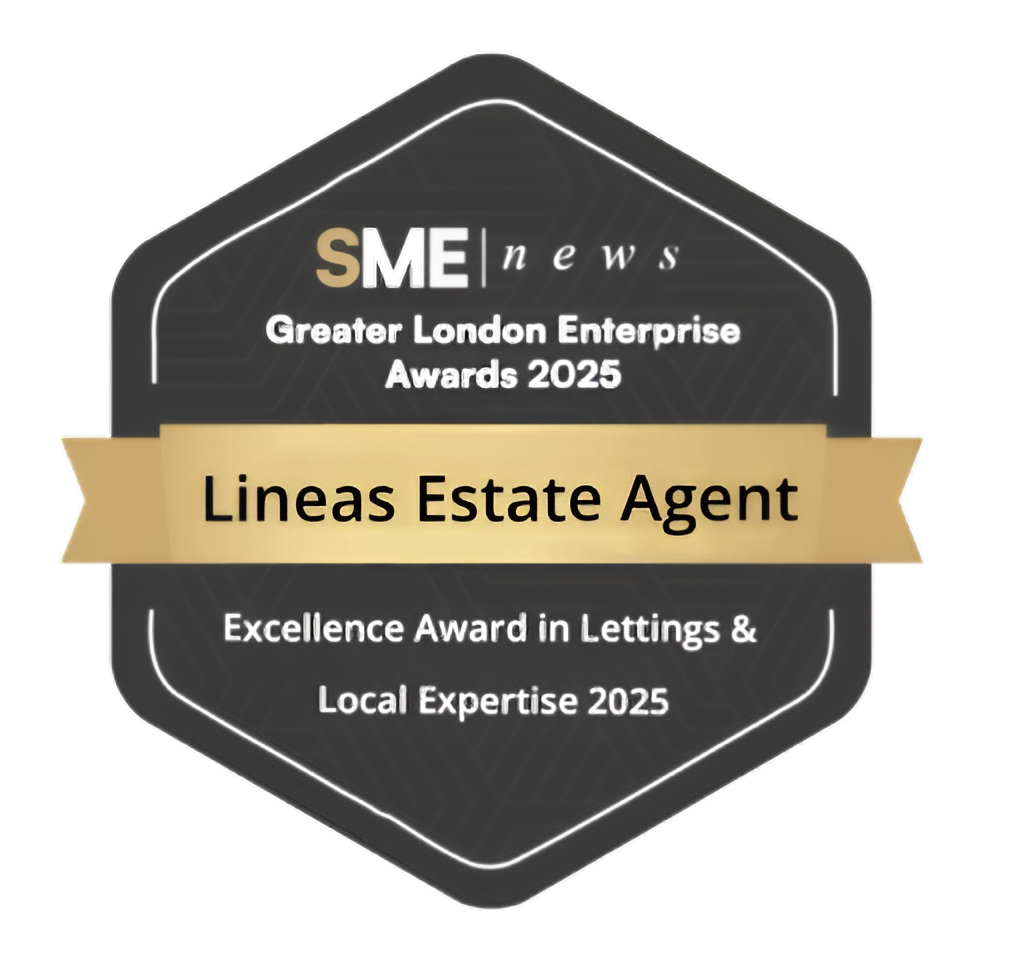 SME | news
Greater London Enterprise
Awards 2025
Lineas Estate Agent
Excellence Award in Lettings &
Local Expertise 2025